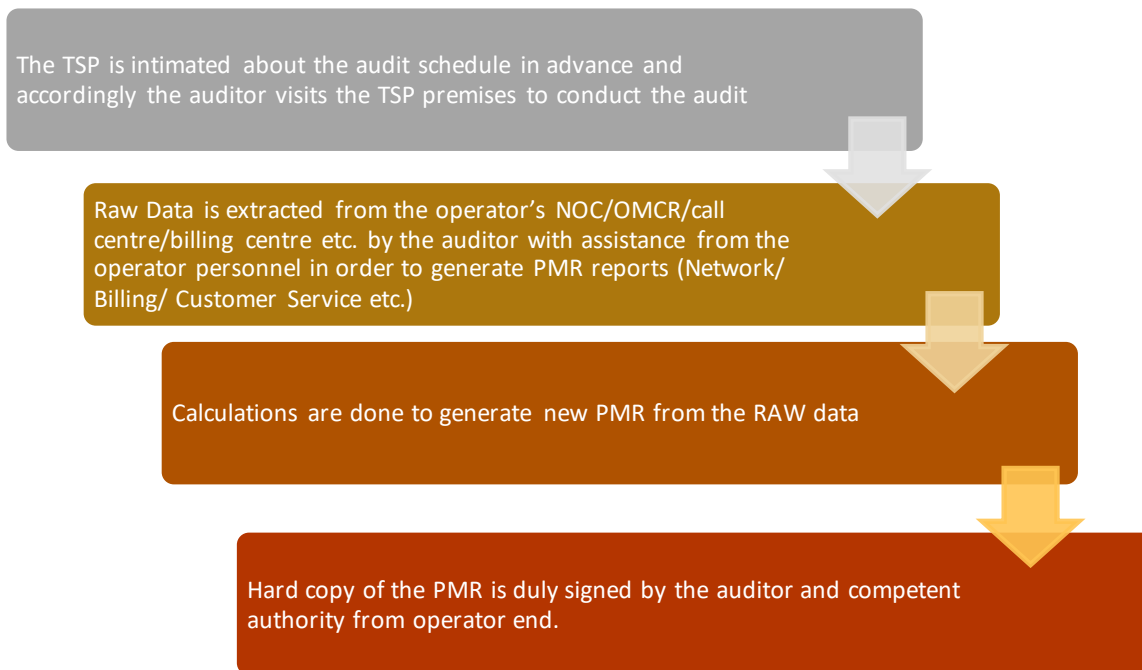 The TSP is intimated about the audit schedule in advance and
accordingly the auditor visits the TSP premises to conduct the audit
Raw Data is extracted from the operator’s NOC/OMCR/call
centre/billing centre etc. by the auditor with assistance from the
operator personnel in order to generate PMR reports (Network/
Billing/ Customer Service etc.)
Calculations are done to generate new PMR from the RAW data
Hard copy of the PMR is duly signed by the auditor and competent
authority from operator end.